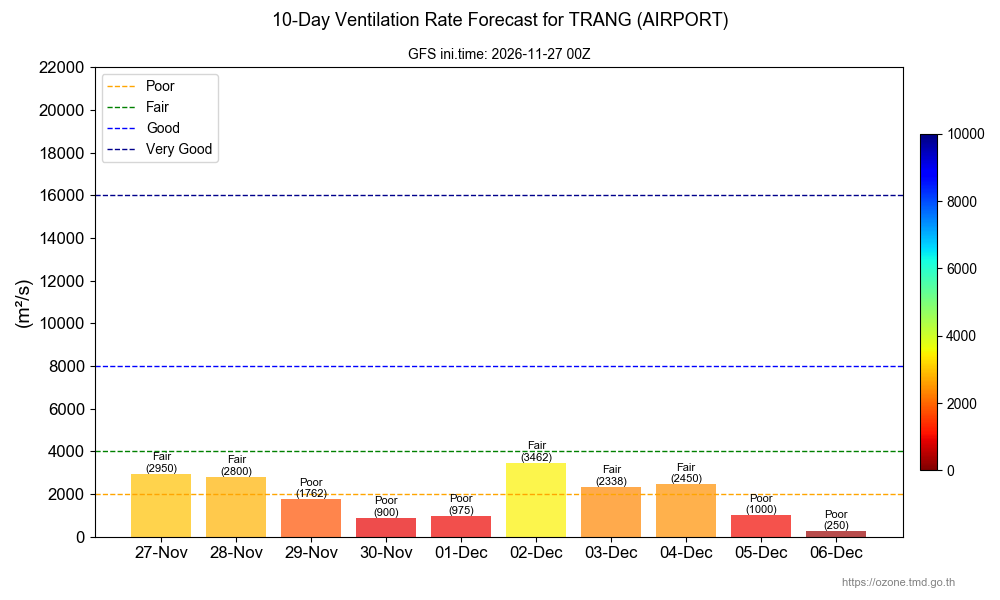 10-Day Ventilation Rate Forecast for TRANG (AIRPORT)
GFS ini.time: 2026-11-27 00Z
(m²/s)
22000
20000
18000
16000
14000
12000
10000
8000
6000
4000
2000
0
Poor
Fair
Good
Very Good
Fair
(2950)
Fair
(2800)
Poor
(1762)
Poor
(900)
Poor
(975)
Fair
(3462)
Fair
(2338)
Fair
(2450)
Poor
(1000)
Poor
(250)
27-Nov 28-Nov 29-Nov 30-Nov 01-Dec 02-Dec 03-Dec 04-Dec 05-Dec 06-Dec
10000
8000
6000
4000
2000
0
https://ozone.tmd.go.th